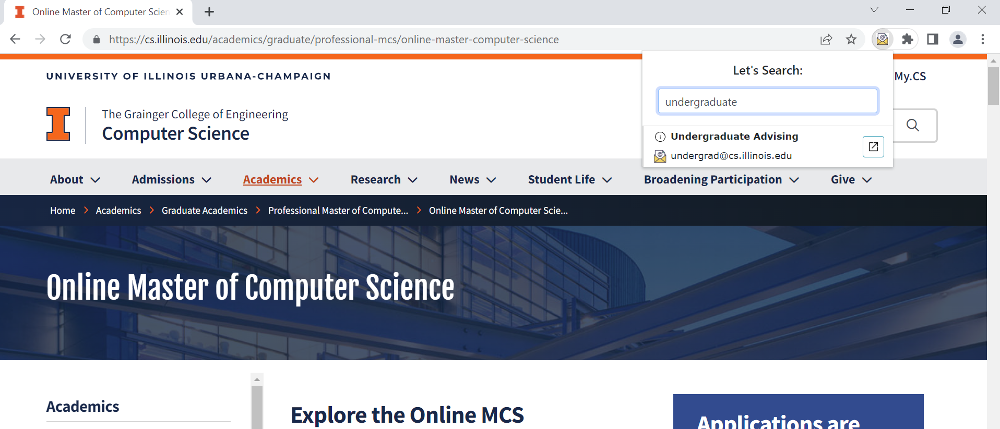 Online Master of Computer Scien
https://cs.illinois.edu/academics/graduate/professional-mcs/online-master-computer-science
UNIVERSITY OF ILLINOIS URBANA-CHAMPAIGN
My.CS
The Grainger College of Engineering
Computer Science
Let's Search:
undergraduate
Undergraduate Advising
undergrad@cs.illinois.edu
About Admissions Academics Research News Student Life Broadening Participation Give
Home Academics Graduate Academics Professional Master of Compute... Online Master of Computer Scie...
Online Master of Computer Science
Academics
Explore the Online MCS
Applications are